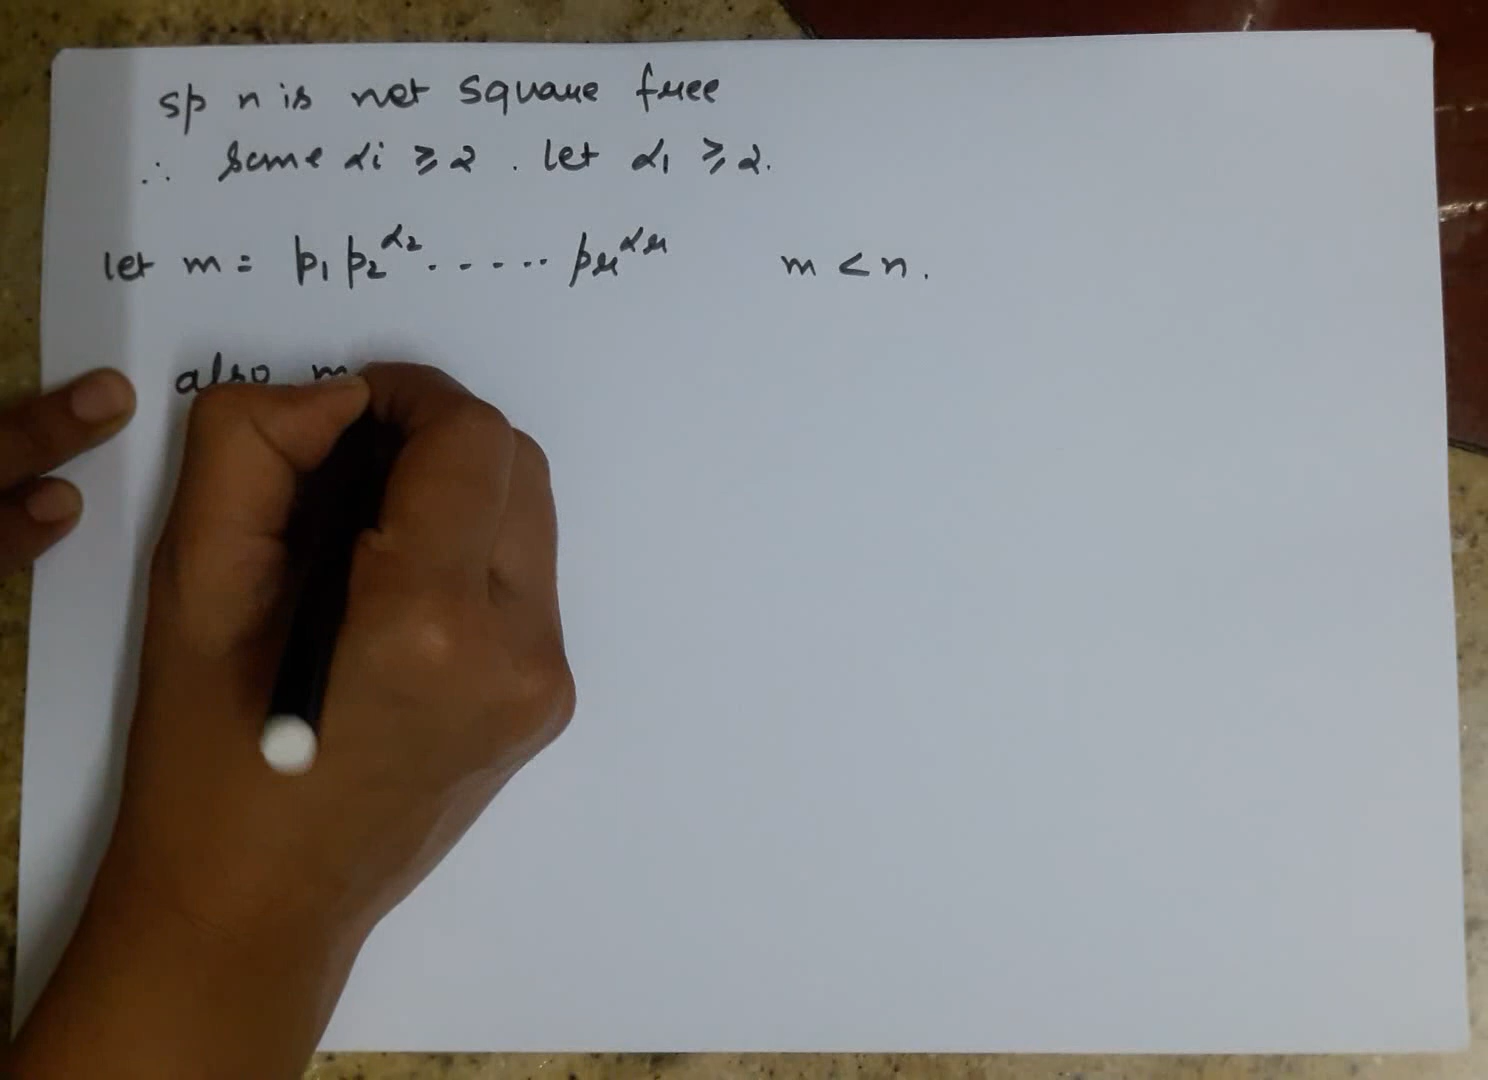 sp n is not square free
∴ some αi ⩾ 2 . let α₁ ⩾ 2.
let m = p₁ p₂^α₂ . . . . . . pᵣ^αᵣ m < n .
also m